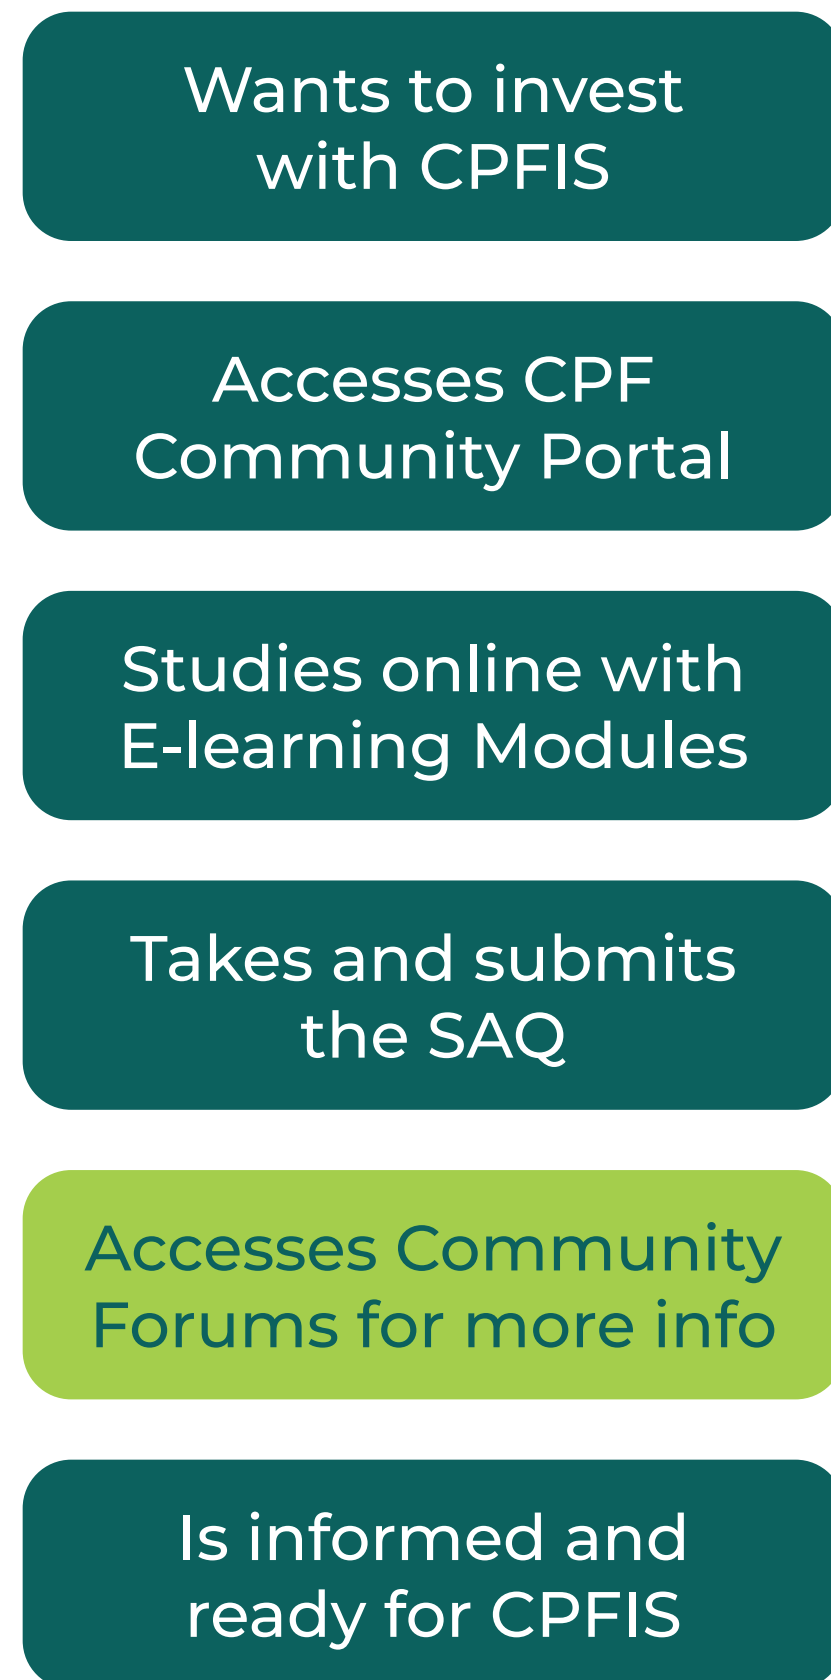 Wants to invest
with CPFIS
Accesses CPF
Community Portal
Studies online with
E-learning Modules
Takes and submits
the SAQ
Accesses Community
Forums for more info
Is informed and
ready for CPFIS